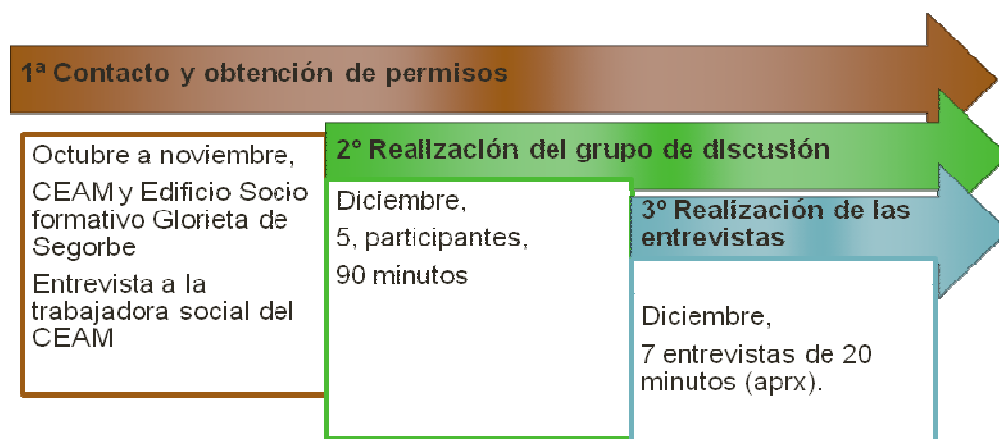 1ª Contacto y obtención de permisos
Octubre a noviembre,
CEAM y Edificio Socio
formativo Glorieta de
Segorbe
Entrevista a la
trabajadora social del
CEAM
2º Realización del grupo de discusión
Diciembre,
5, participantes,
90 minutos
3º Realización de las
entrevistas
Diciembre,
7 entrevistas de 20
minutos (aprx).